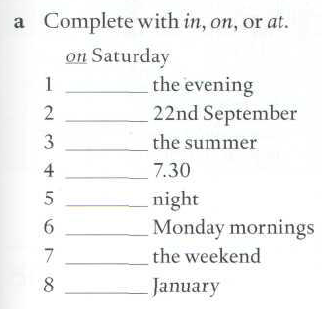 a Complete with in, on, or at.
on Saturday
1 ________ the evening
2 ________ 22nd September
3 ________ the summer
4 ________ 7.30
5 ________ night
6 ________ Monday mornings
7 ________ the weekend
8 ________ January